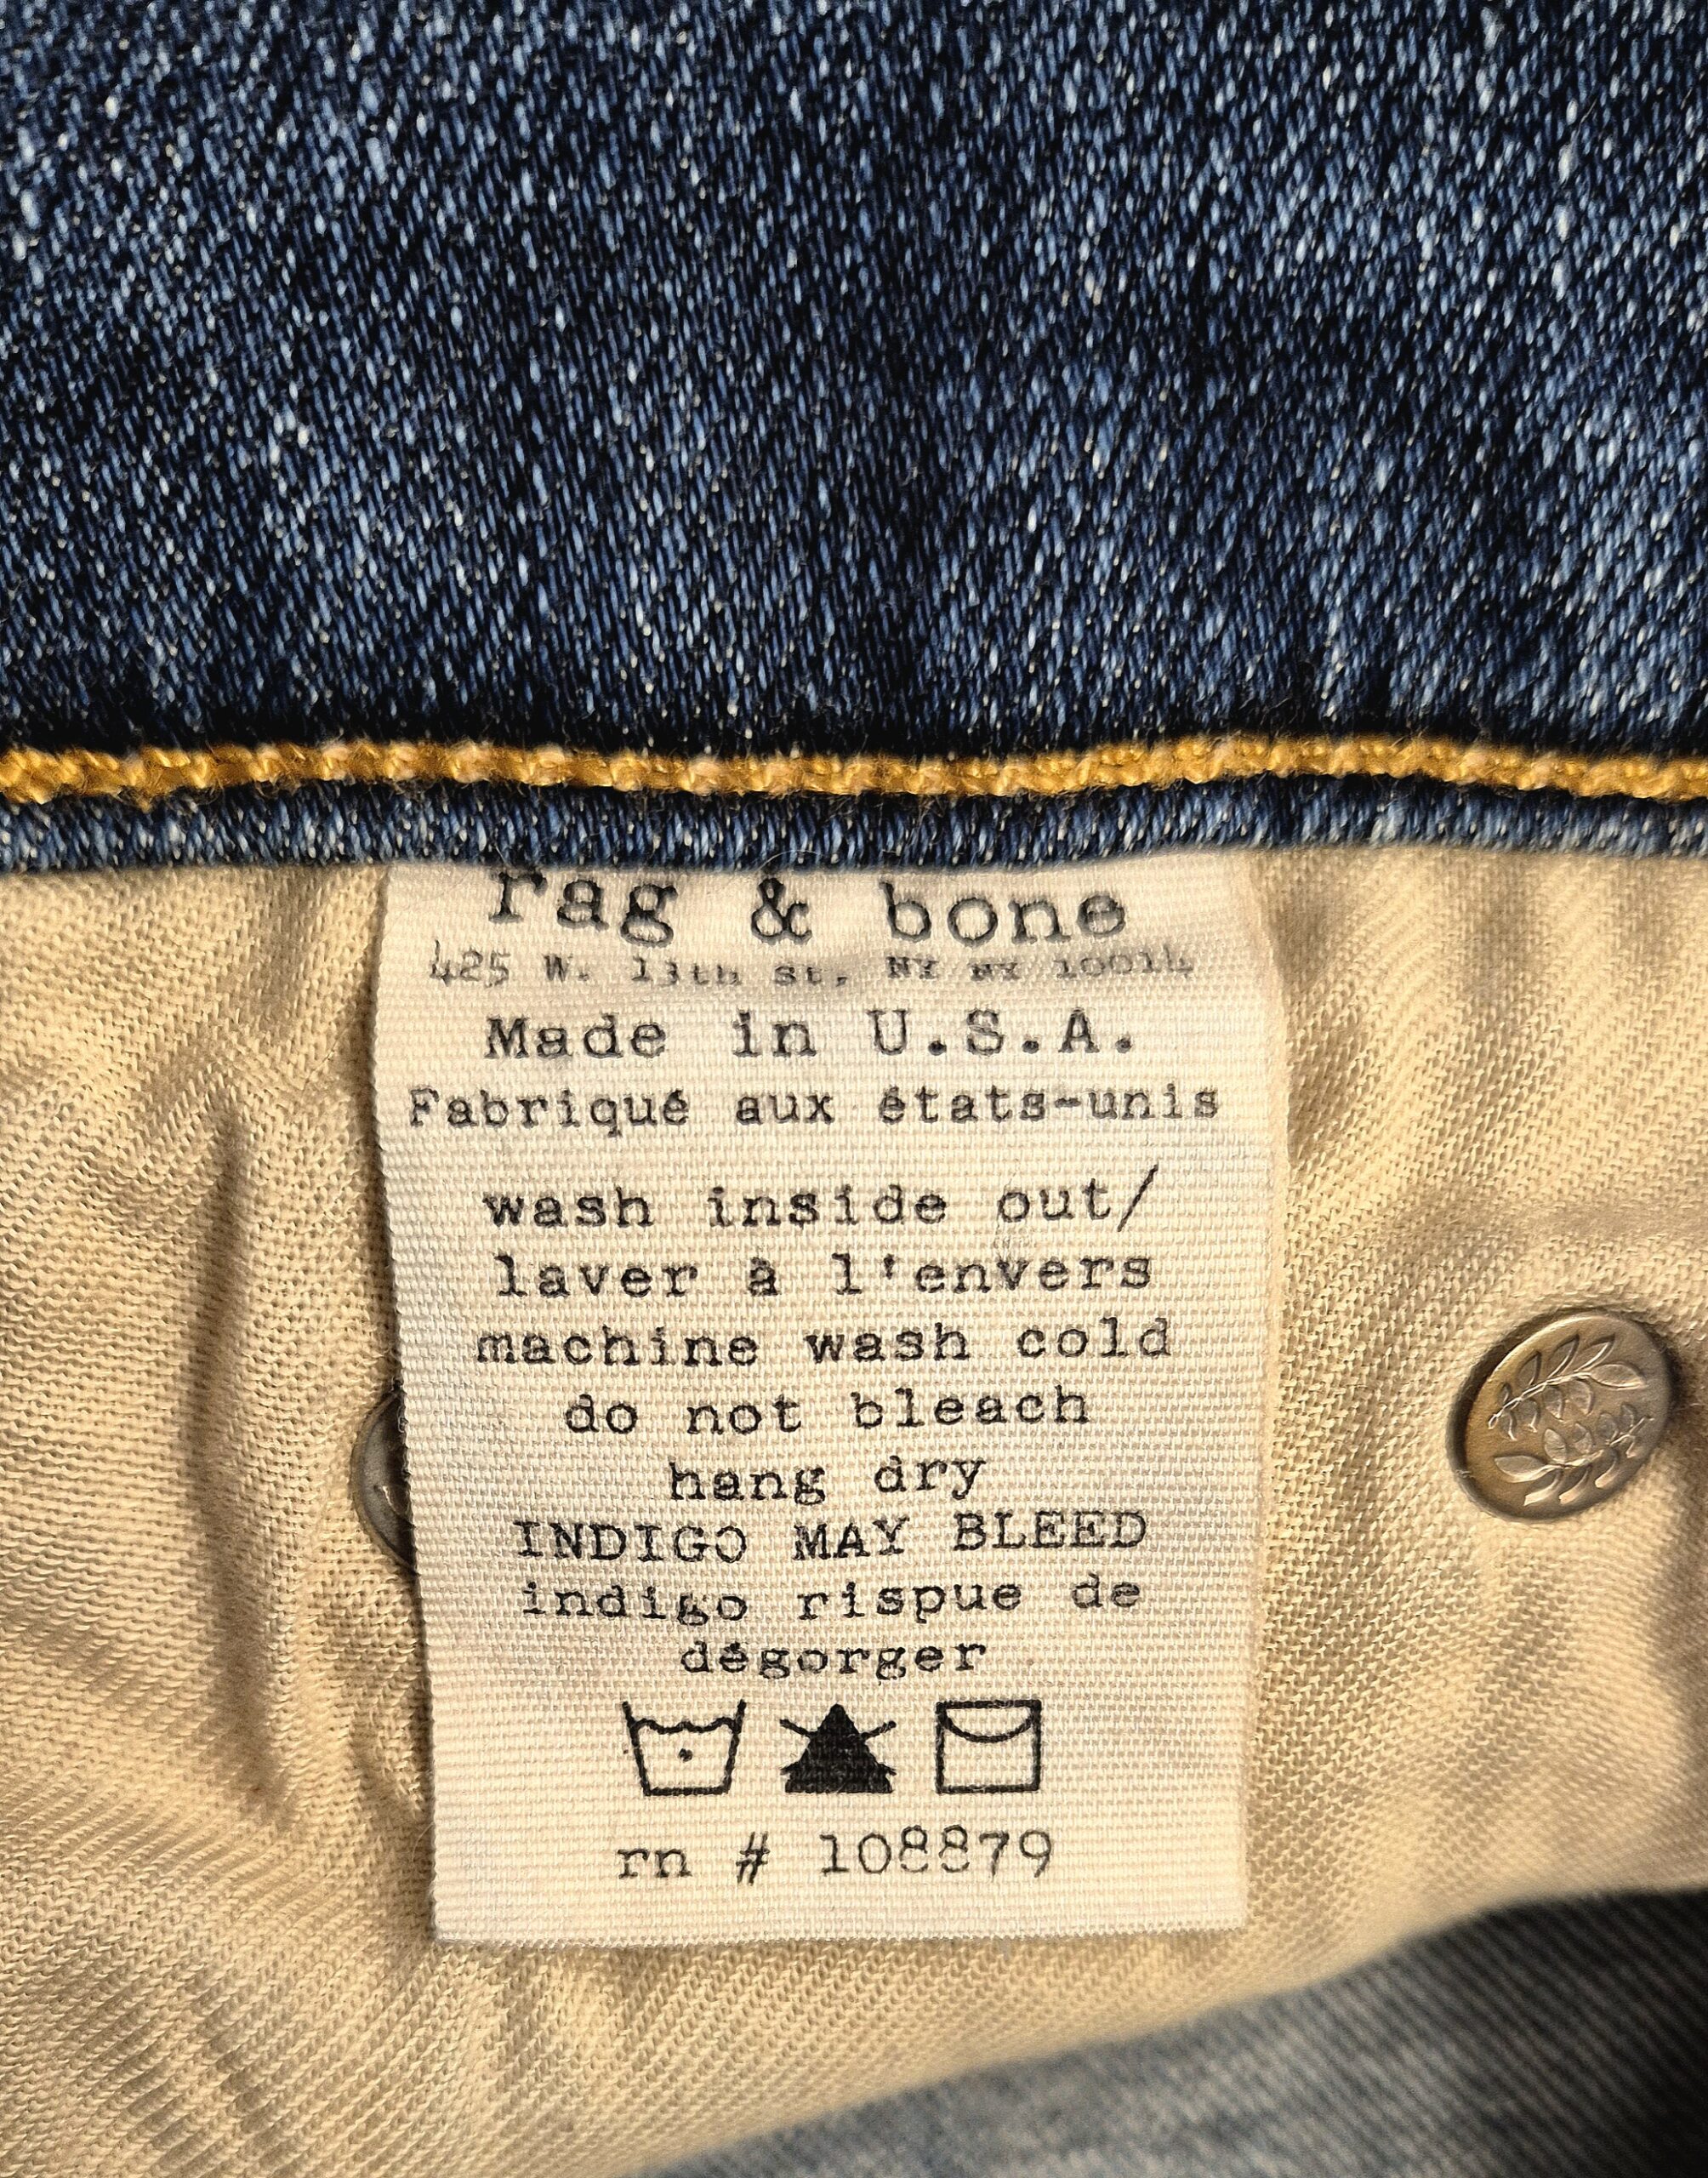 rag & bone
425 W. 13th st, NY NY 10014
Made in U.S.A.
Fabriqué aux états-unis
wash inside out/
laver à l'envers
machine wash cold
do not bleach
hang dry
INDIGO MAY BLEED
indigo rispue de
dégorger
rn # 108879